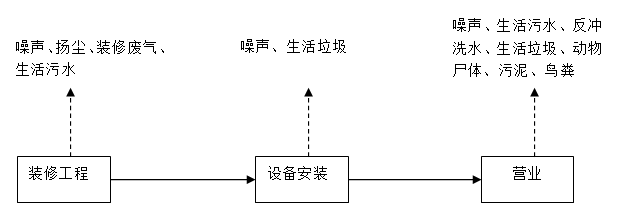 噪声、扬尘、装修废气、
生活污水
噪声、生活垃圾
噪声、生活污水、反冲
洗水、生活垃圾、动物
尸体、污泥、鸟粪
装修工程
设备安装
营业